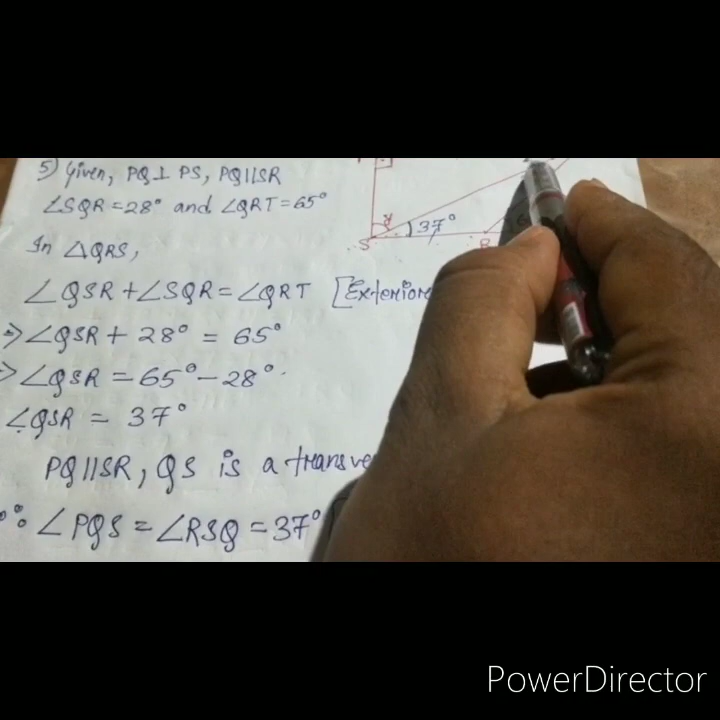 5) Given, PQ⊥ PS, PQ||SR
∠SQR = 28° and ∠QRT = 65°
In △QRS,
∠QSR + ∠SQR = ∠QRT [Exterior
⇒ ∠QSR + 28° = 65°
⇒ ∠QSR = 65° - 28°.
∠QSR = 37°
PQ||SR, QS is a
∴ ∠PQS = ∠RSQ = 37°
y
37°
S
R
PowerDirector